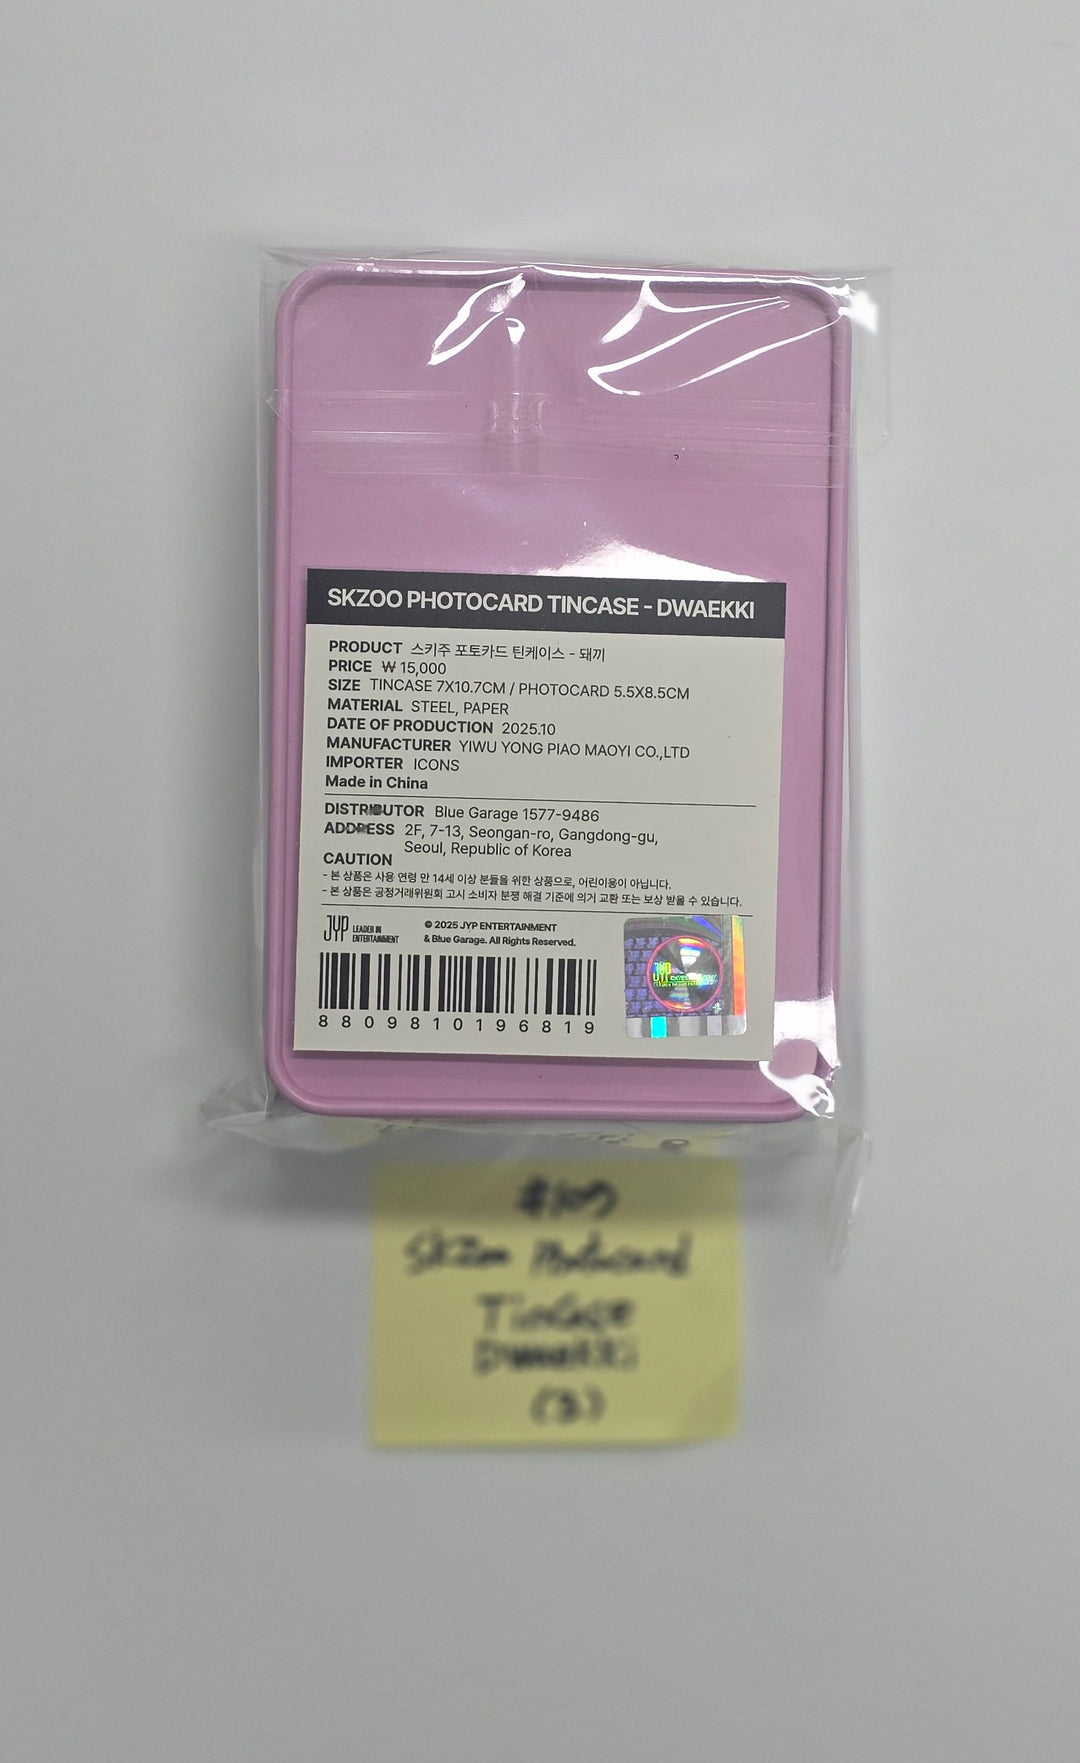 SKZOO PHOTOCARD TINCASE - DWAEKKI
PRODUCT 스키주 포토카드 틴케이스 - 돼끼
PRICE ₩ 15,000
SIZE TINCASE 7X10.7CM / PHOTOCARD 5.5X8.5CM
MATERIAL STEEL, PAPER
DATE OF PRODUCTION 2025.10
MANUFACTURER YIWU YONG PIAO MAOYI CO.,LTD
IMPORTER ICONS
Made in China
DISTRIBUTOR Blue Garage 1577-9486
ADDRESS 2F, 7-13, Seongan-ro, Gangdong-gu,
Seoul, Republic of Korea
CAUTION
- 본 상품은 사용 연령 만 14세 이상 분들을 위한 상품으로, 어린이용이 아닙니다.
- 본 상품은 공정거래위원회 고시 소비자 분쟁 해결 기준에 의거 교환 또는 보상 받을 수 있습니다.
JYP LEADER IN
ENTERTAINMENT
© 2025 JYP ENTERTAINMENT
& Blue Garage. All Rights Reserved.
8809810196819
JYP
SKZoo Photocard
TinCase
DWAEKKI